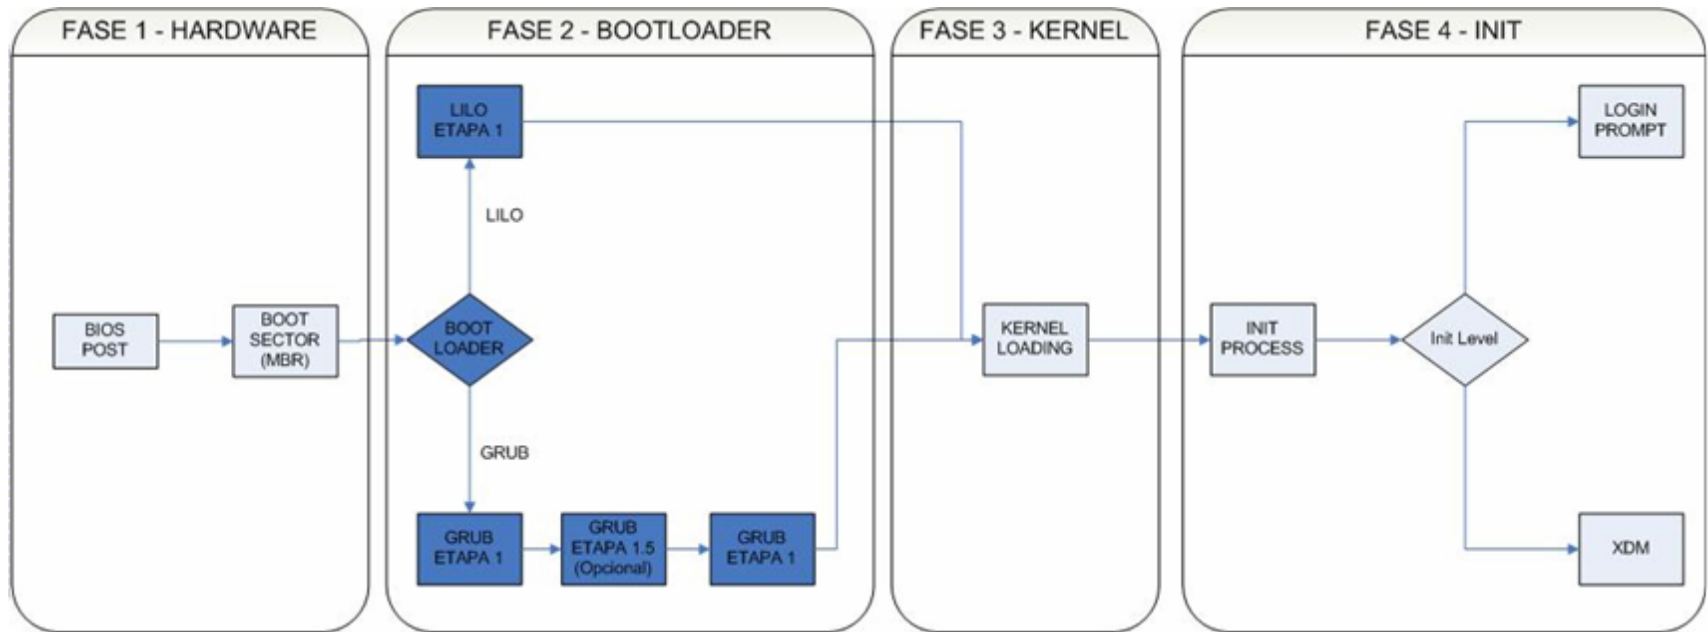 FASE 1 - HARDWARE
BIOS
POST
BOOT
SECTOR
(MBR)
FASE 2 - BOOTLOADER
LILO
ETAPA 1
LILO
BOOT
LOADER
GRUB
GRUB
ETAPA 1
GRUB
ETAPA 1.5
(Opcional)
GRUB
ETAPA 1
FASE 3 - KERNEL
KERNEL
LOADING
FASE 4 - INIT
INIT
PROCESS
Init Level
LOGIN
PROMPT
XDM